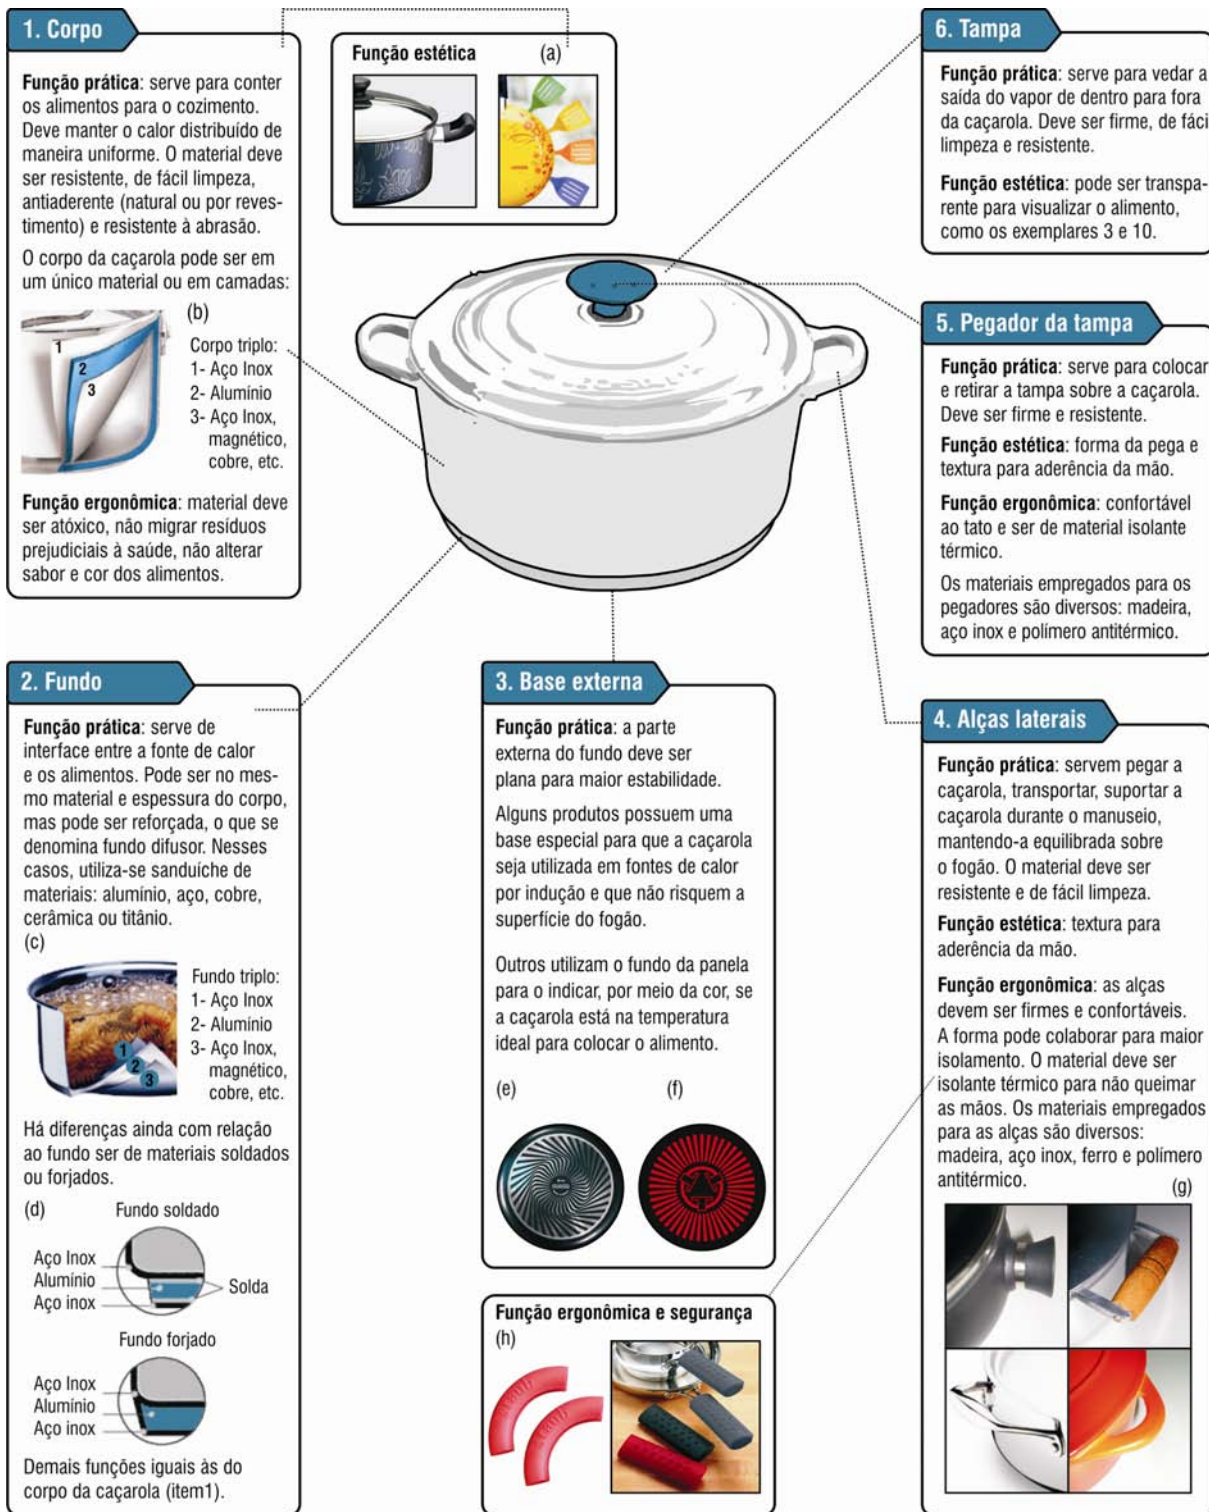 1. Corpo
Função prática: serve para conter
os alimentos para o cozimento.
Deve manter o calor distribuído de
maneira uniforme. O material deve
ser resistente, de fácil limpeza,
antiaderente (natural ou por reves-
timento) e resistente à abrasão.
O corpo da caçarola pode ser em
um único material ou em camadas:
(b)
1
2
3
Corpo triplo:
1- Aço Inox
2- Alumínio
3- Aço Inox,
magnético,
cobre, etc.
Função ergonômica: material deve
ser atóxico, não migrar resíduos
prejudiciais à saúde, não alterar
sabor e cor dos alimentos.
Função estética
(a)
2. Fundo
Função prática: serve de
interface entre a fonte de calor
e os alimentos. Pode ser no mes-
mo material e espessura do corpo,
mas pode ser reforçada, o que se
denomina fundo difusor. Nesses
casos, utiliza-se sanduíche de
materiais: alumínio, aço, cobre,
cerâmica ou titânio.
(c)
1
2
3
Fundo triplo:
1- Aço Inox
2- Alumínio
3- Aço Inox,
magnético,
cobre, etc.
Há diferenças ainda com relação
ao fundo ser de materiais soldados
ou forjados.
(d)
Fundo soldado
Aço Inox
Alumínio
Aço inox
Solda
Fundo forjado
Aço Inox
Alumínio
Aço inox
Demais funções iguais às do
corpo da caçarola (item1).
3. Base externa
Função prática: a parte
externa do fundo deve ser
plana para maior estabilidade.
Alguns produtos possuem uma
base especial para que a caçarola
seja utilizada em fontes de calor
por indução e que não risquem a
superfície do fogão.
Outros utilizam o fundo da panela
para o indicar, por meio da cor, se
a caçarola está na temperatura
ideal para colocar o alimento.
(e)
(f)
Função ergonômica e segurança
(h)
6. Tampa
Função prática: serve para vedar a
saída do vapor de dentro para fora
da caçarola. Deve ser firme, de fáci
limpeza e resistente.
Função estética: pode ser transpa-
rente para visualizar o alimento,
como os exemplares 3 e 10.
5. Pegador da tampa
Função prática: serve para colocar
e retirar a tampa sobre a caçarola.
Deve ser firme e resistente.
Função estética: forma da pega e
textura para aderência da mão.
Função ergonômica: confortável
ao tato e ser de material isolante
térmico.
Os materiais empregados para os
pegadores são diversos: madeira,
aço inox e polímero antitérmico.
4. Alças laterais
Função prática: servem pegar a
caçarola, transportar, suportar a
caçarola durante o manuseio,
mantendo-a equilibrada sobre
o fogão. O material deve ser
resistente e de fácil limpeza.
Função estética: textura para
aderência da mão.
Função ergonômica: as alças
devem ser firmes e confortáveis.
A forma pode colaborar para maior
isolamento. O material deve ser
isolante térmico para não queimar
as mãos. Os materiais empregados
para as alças são diversos:
madeira, aço inox, ferro e polímero
antitérmico.
(g)